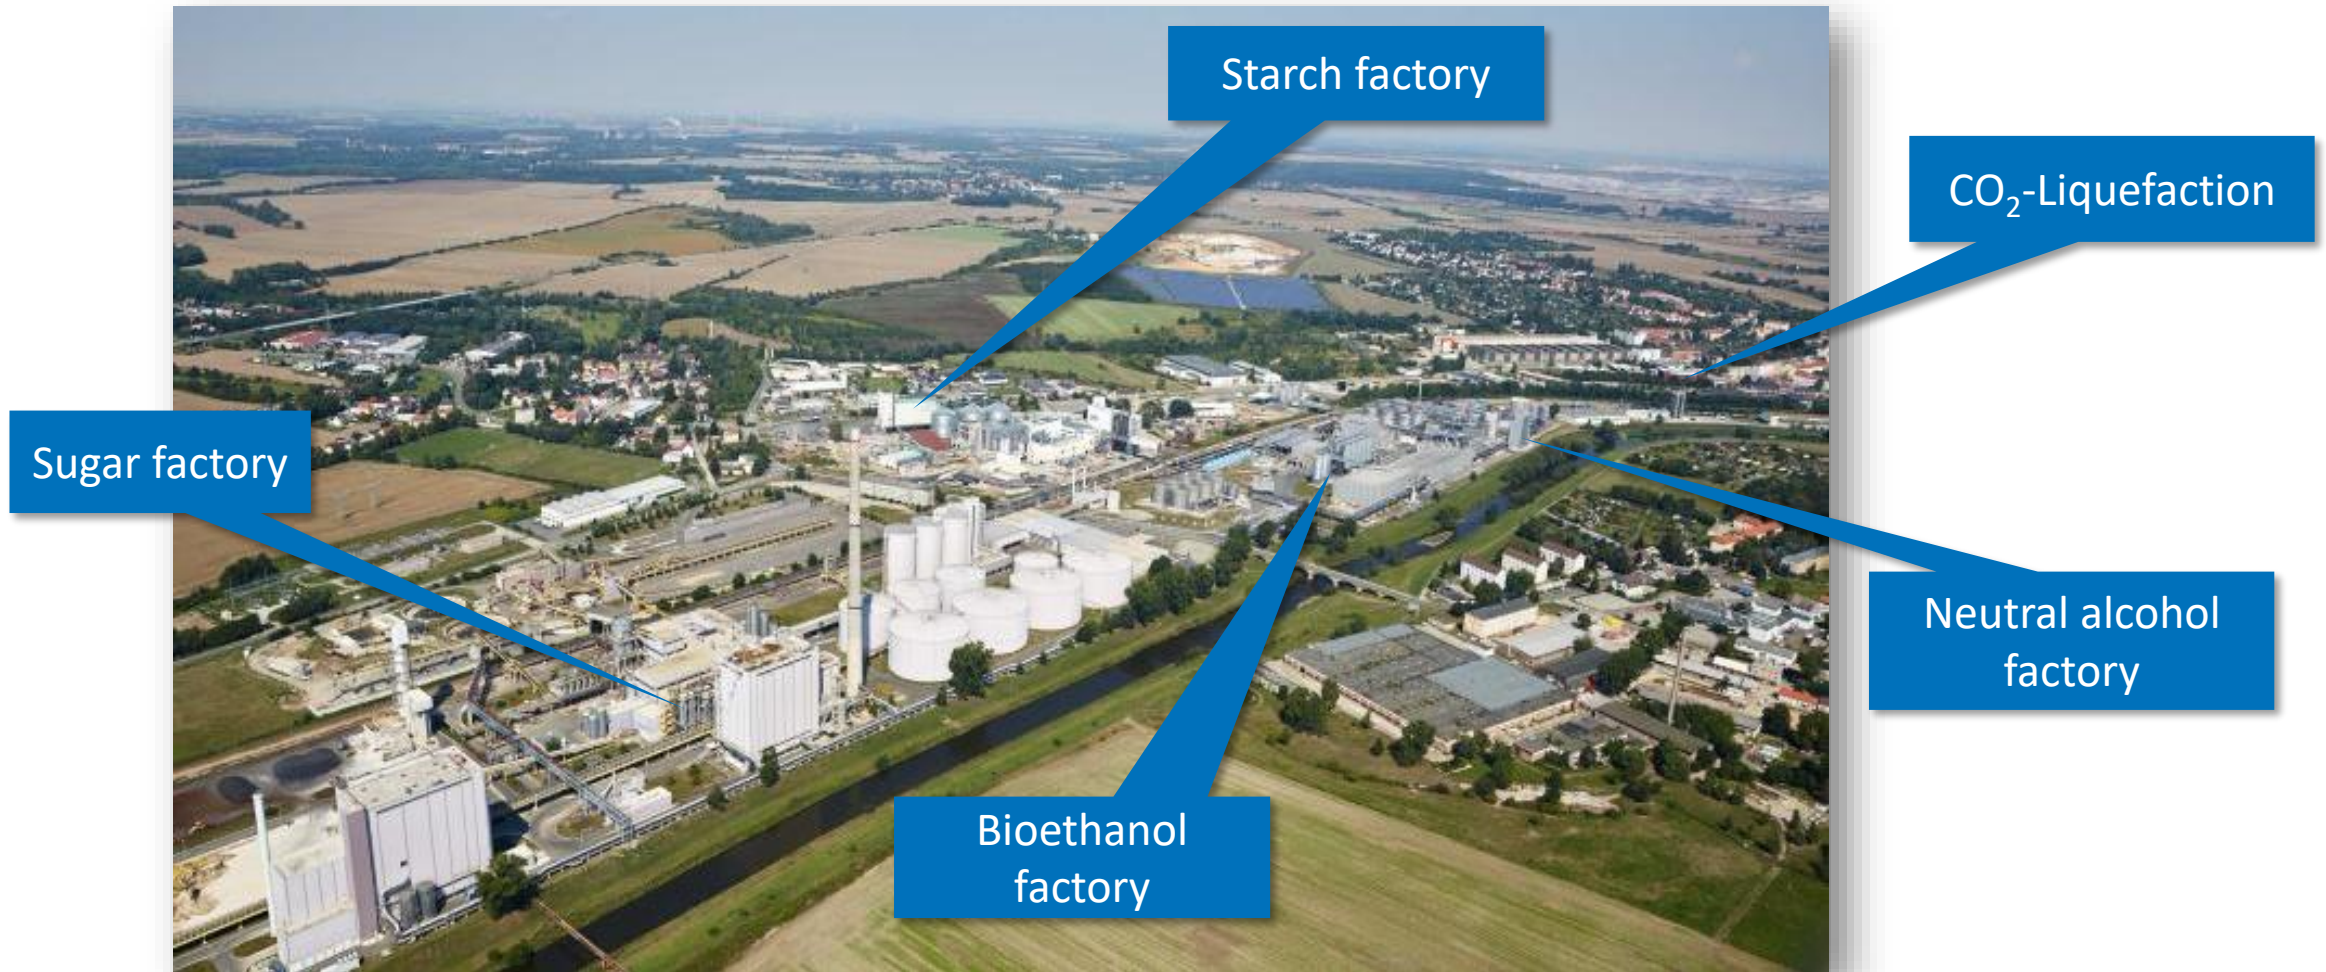 Starch factory
CO₂-Liquefaction
Sugar factory
Neutral alcohol
factory
Bioethanol
factory